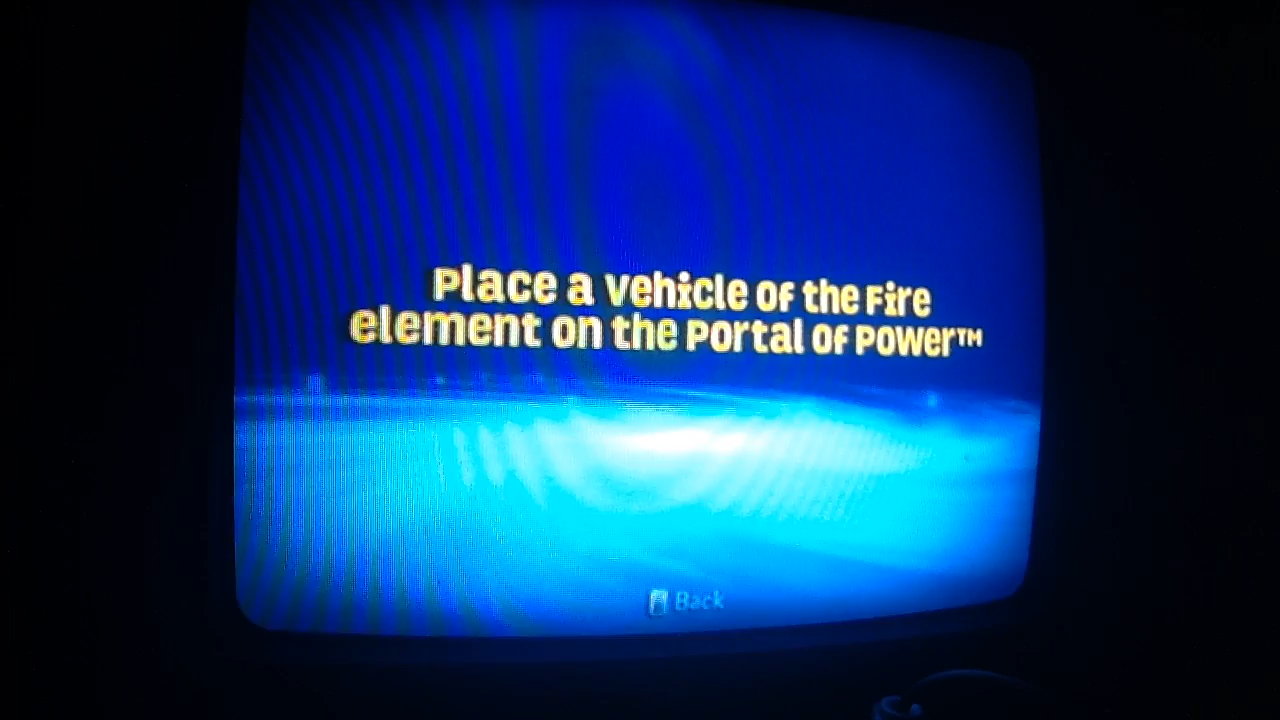 Place a Vehicle of the Fire
element on the Portal of Power™
Back